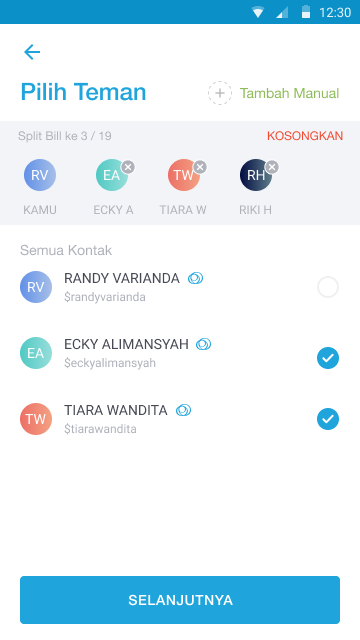 12:30
Pilih Teman
Tambah Manual
Split Bill ke 3 / 19
KOSONGKAN
RV
EA
TW
RH
KAMU
ECKY A
TIARA W
RIKI H
Semua Kontak
RV
RANDY VARIANDA
$randyvarianda
EA
ECKY ALIMANSYAH
$eckyalimansyah
TW
TIARA WANDITA
$tiarawandita
SELANJUTNYA